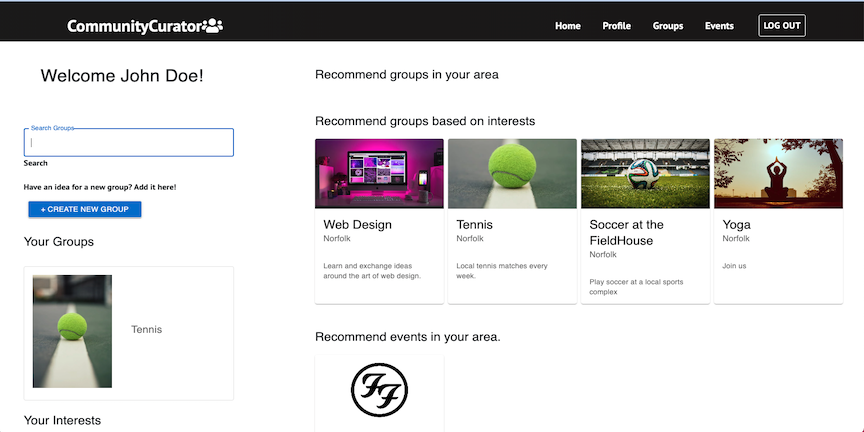 CommunityCurator
Home
Profile
Groups
Events
LOG OUT
Welcome John Doe!
Search Groups
Search
Have an idea for a new group? Add it here!
+ CREATE NEW GROUP
Your Groups
Tennis
Your Interests
Recommend groups in your area
Recommend groups based on interests
Web Design
Norfolk
Learn and exchange ideas
around the art of web design.
Tennis
Norfolk
Local tennis matches every
week.
Soccer at the
FieldHouse
Norfolk
Play soccer at a local sports
complex
Yoga
Norfolk
Join us
Recommend events in your area.
FF